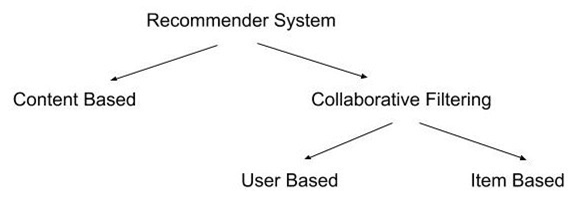 Recommender System
Content Based
Collaborative Filtering
User Based
Item Based